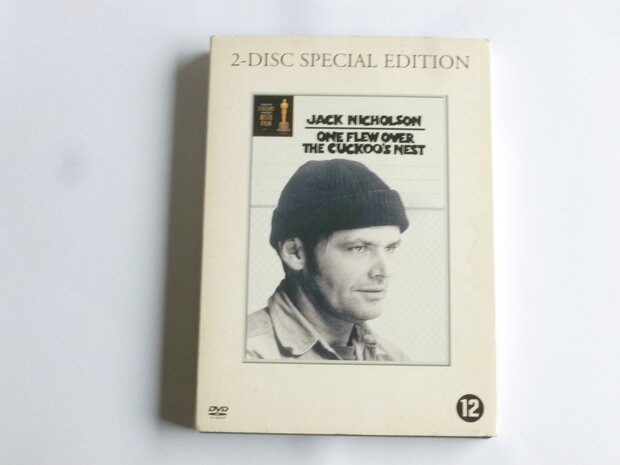 2-DISC SPECIAL EDITION
JACK NICHOLSON
ONE FLEW OVER
THE CUCKOO'S NEST
DVD
12